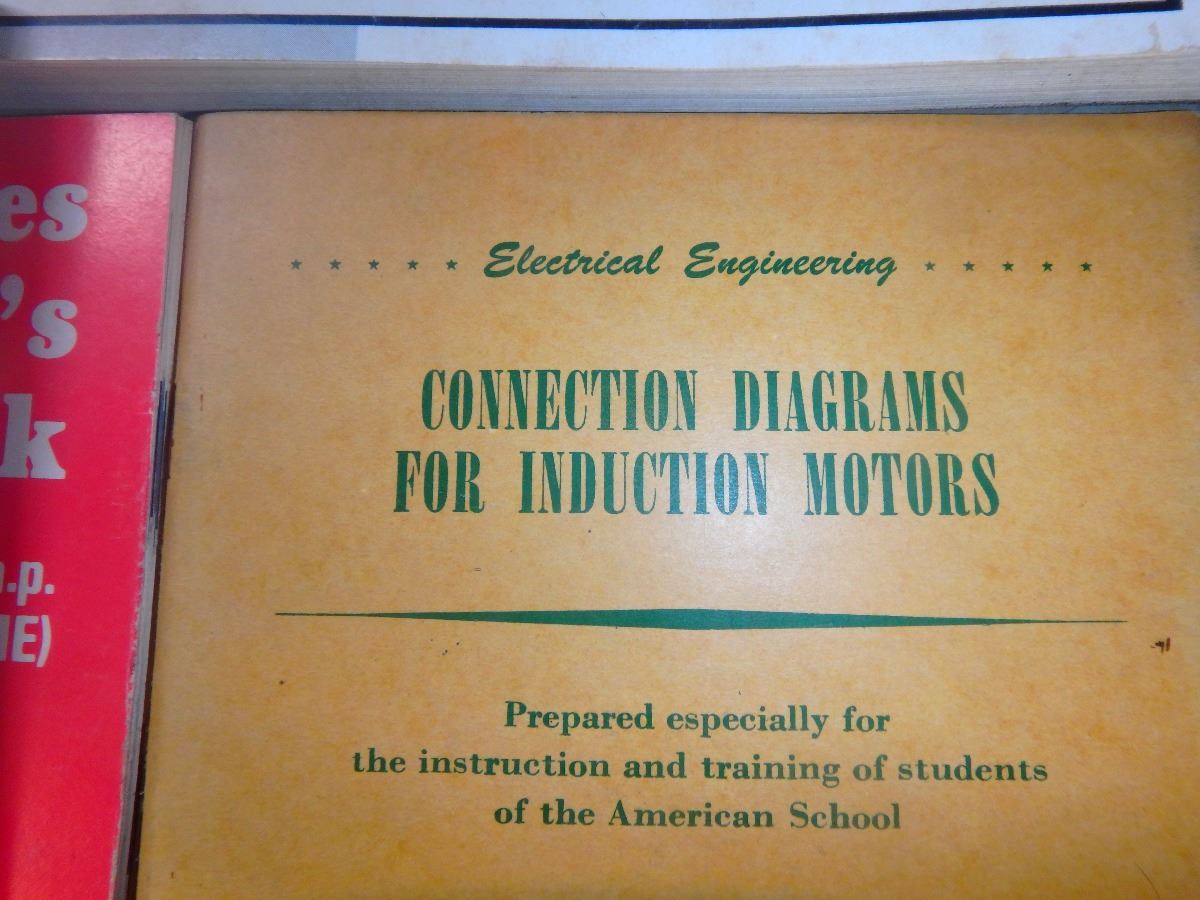 es
's
k
.p.
E)
★ ★ ★ ★ ★ Electrical Engineering ★ ★ ★ ★ ★
CONNECTION DIAGRAMS
FOR INDUCTION MOTORS
Prepared especially for
the instruction and training of students
of the American School